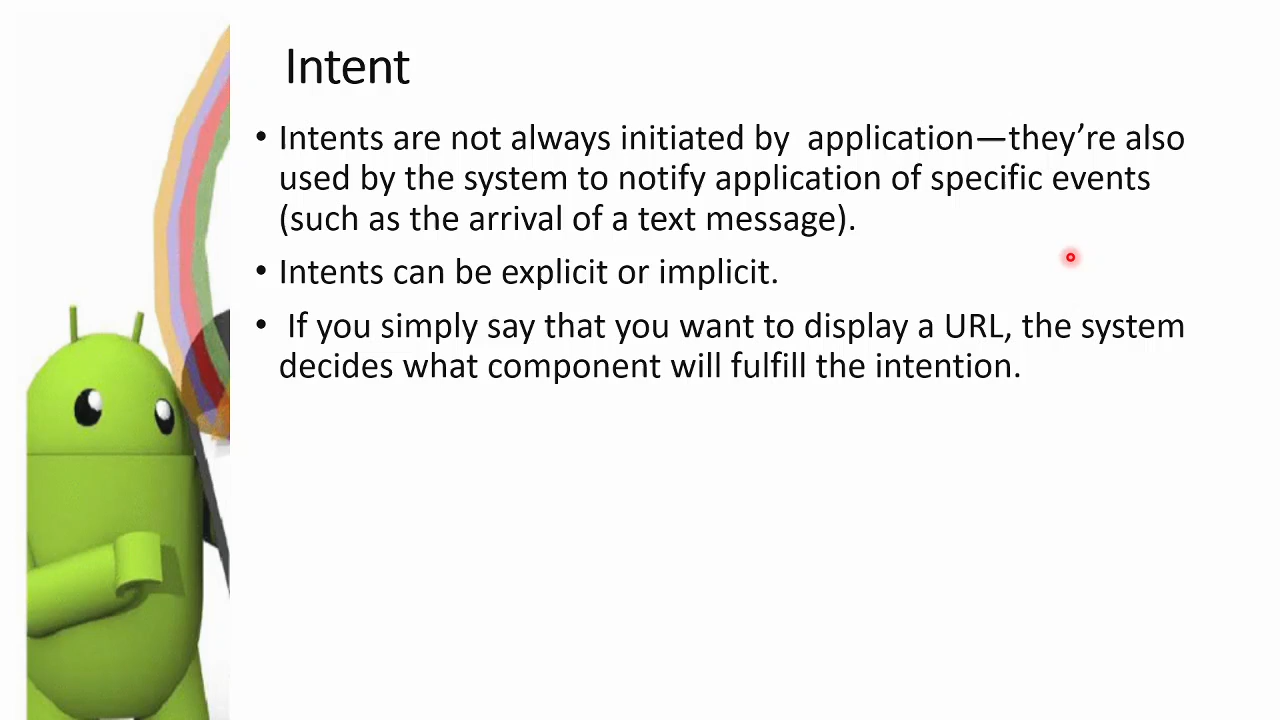 Intent
• Intents are not always initiated by  application—they’re also
used by the system to notify application of specific events
(such as the arrival of a text message).
• Intents can be explicit or implicit.
•  If you simply say that you want to display a URL, the system
decides what component will fulfill the intention.